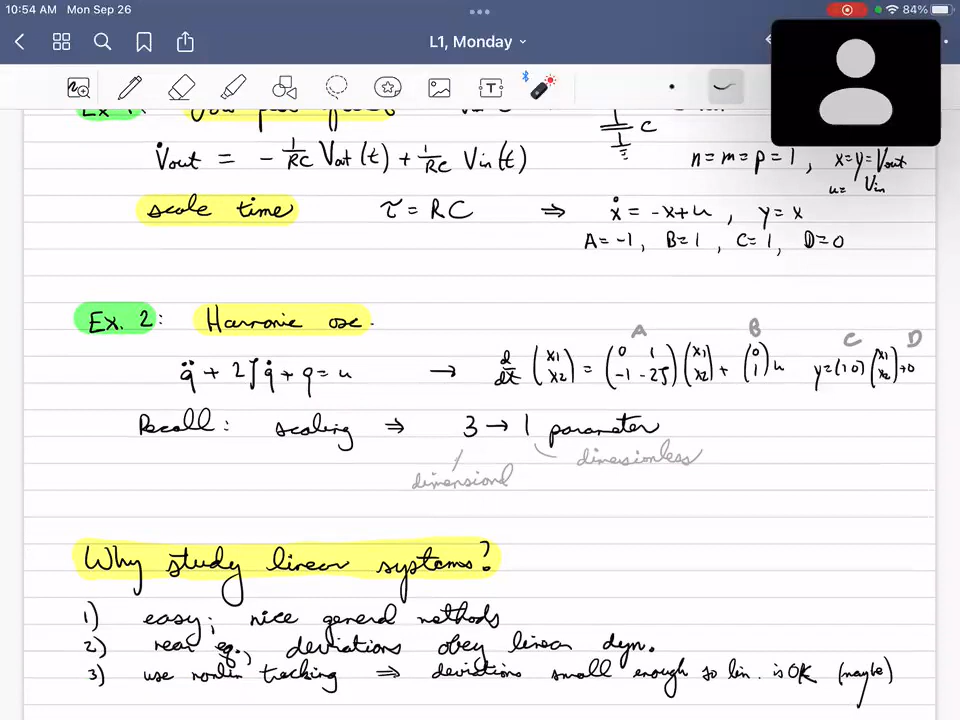 10:54 AM Mon Sep 26
84%
L1, Monday
Ex 1: Low pass
C
V̇out = - 1/RC Vout(t) + 1/RC Vin(t)
n=m=p=1, x=y=Vout
u= Vin
scale time τ=RC ⇒ ẋ = -x+u, y=x
A=-1, B=1, C=1, D=0
Ex. 2: Harmonic osc.
A B C D
q̈ + 2ζq̇ + q = u → d/dt (x1 x2) = (0 1 -1 -2ζ)(x1 x2) + (0 1)u y=(1 0)(x1 x2)+0
Recall: scaling ⇒ 3 → 1 parameter
dimensional dimensionless
Why study linear systems?
1) easy; nice general methods
2) near eq., deviations obey linear dyn.
3) use nonlin tracking ⇒ deviations small enough so lin. is OK (maybe)